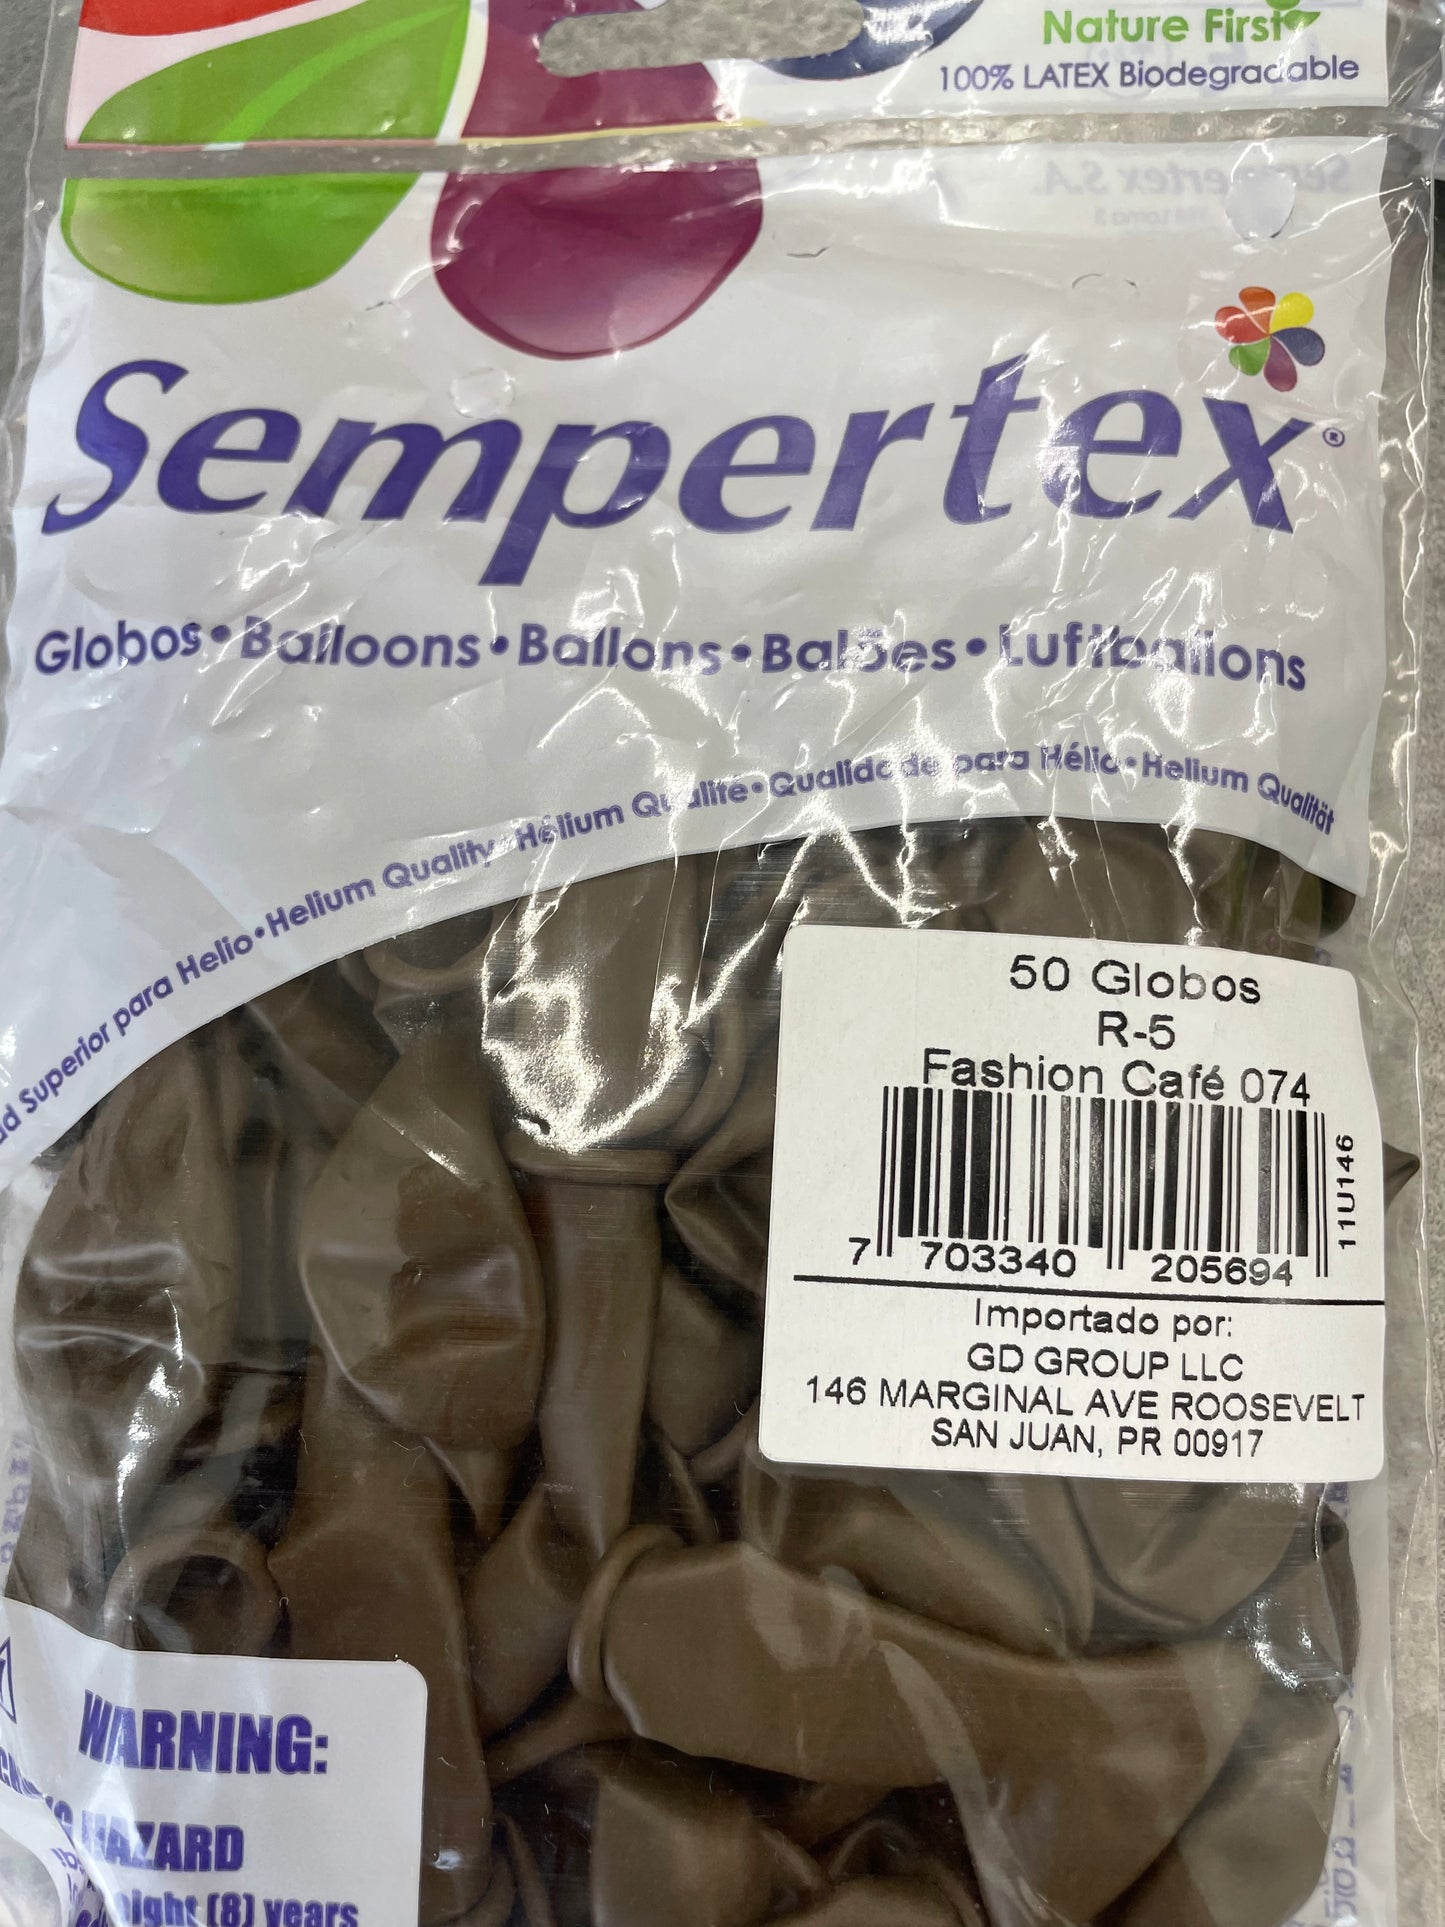 Nature First
100% LATEX Biodegradable
Sempertex®
Globos • Balloons • Ballons • Balões • Luftballons
Superior para Helio • Helium Quality • Hélium Qualité • Qualidade para Hélio • Helium Qualität
50 Globos
R-5
Fashion Café 074
11U146
7 703340 205694
Importado por:
GD GROUP LLC
146 MARGINAL AVE ROOSEVELT
SAN JUAN, PR 00917
WARNING:
HAZARD
eight (8) years